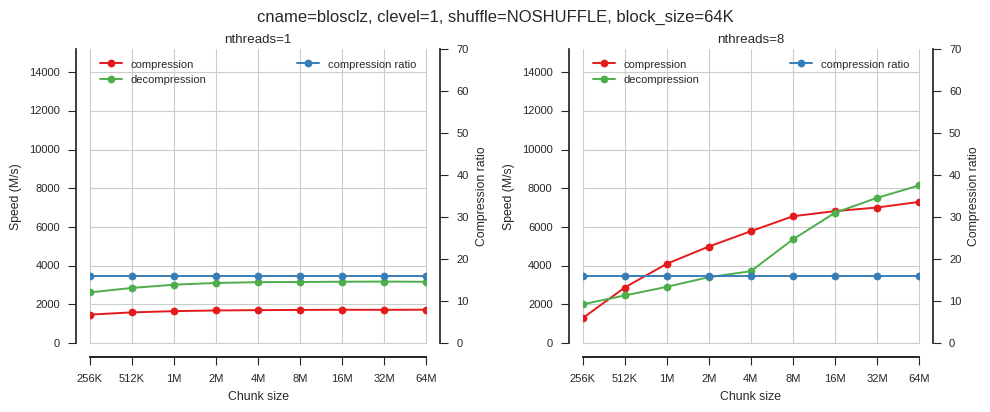 cname=blosclz, clevel=1, shuffle=NOSHUFFLE, block_size=64K
nthreads=1
compression
decompression
compression ratio
Speed (M/s)
14000
12000
10000
8000
6000
4000
2000
0
70
60
50
40
30
20
10
0
Compression ratio
256K 512K 1M 2M 4M 8M 16M 32M 64M
Chunk size
nthreads=8
compression
decompression
compression ratio
Speed (M/s)
14000
12000
10000
8000
6000
4000
2000
0
70
60
50
40
30
20
10
0
Compression ratio
256K 512K 1M 2M 4M 8M 16M 32M 64M
Chunk size